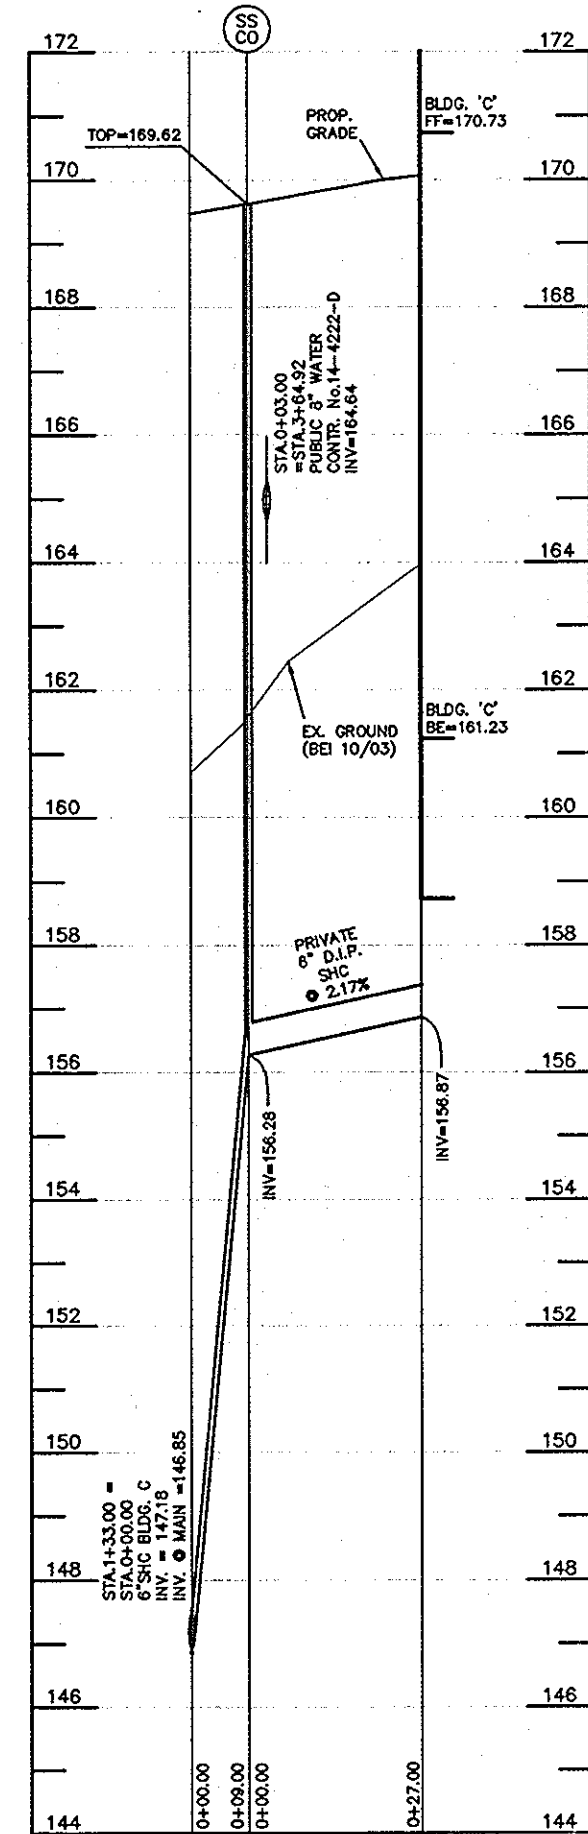 SS
CO
172
172
BLDG. 'C'
FF=170.73
PROP.
GRADE
TOP=169.62
170
170
168
168
STA.0+03.00
=STA.3+64.92
PUBLIC 8" WATER
CONTR. No.14-4222-D
INV=164.64
166
166
164
164
162
162
BLDG. 'C'
BE=161.23
EX. GROUND
(BEI 10/03)
160
160
158
158
PRIVATE
6" D.I.P.
SHC
@ 2.17%
156
156
INV=156.28
INV=156.87
154
154
152
152
150
150
STA.1+33.00 =
STA.0+00.00
6"SHC BLDG. C
INV. = 147.18
INV. @ MAIN =146.85
148
148
146
146
0+00.00
0+09.00
0+00.00
0+27.00
144
144